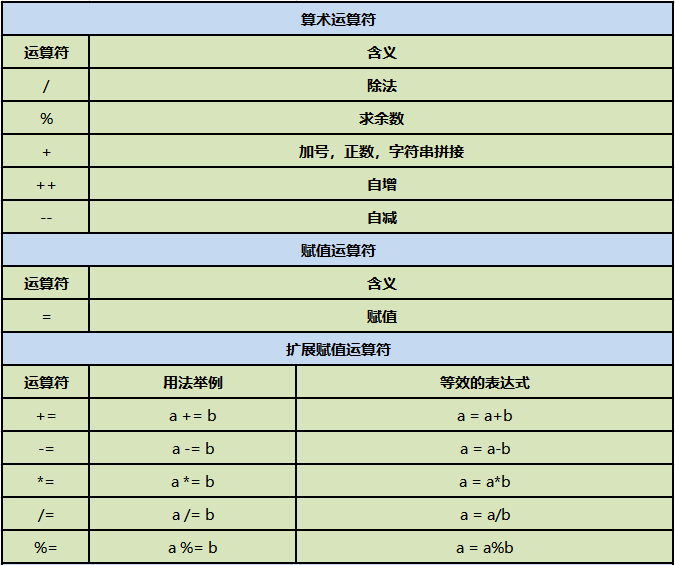 算术运算符
运算符 含义
/ 除法
% 求余数
+ 加号，正数，字符串拼接
++ 自增
-- 自减
赋值运算符
运算符 含义
= 赋值
扩展赋值运算符
运算符 用法举例 等效的表达式
+= a += b a = a+b
-= a -= b a = a-b
*= a *= b a = a*b
/= a /= b a = a/b
%= a %= b a = a%b